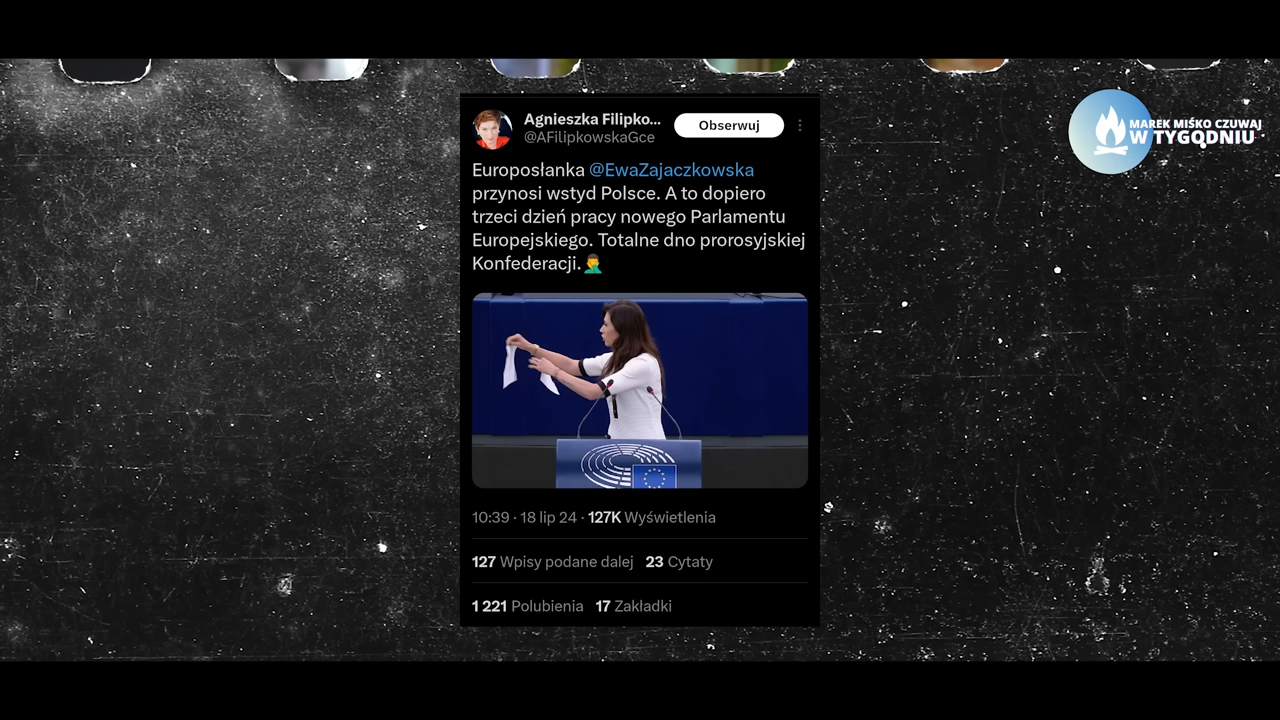 MAREK MIŚKO CZUWAJ
W TYGODNIU
Agnieszka Filipko...
Obserwuj
@AFilipkowskaGce
Europosłanka @EwaZajaczkowska
przynosi wstyd Polsce. A to dopiero
trzeci dzień pracy nowego Parlamentu
Europejskiego. Totalne dno prorosyjskiej
Konfederacji.🤦‍♂️
10:39 · 18 lip 24 · 127K Wyświetlenia
127 Wpisy podane dalej 23 Cytaty
1 221 Polubienia 17 Zakładki